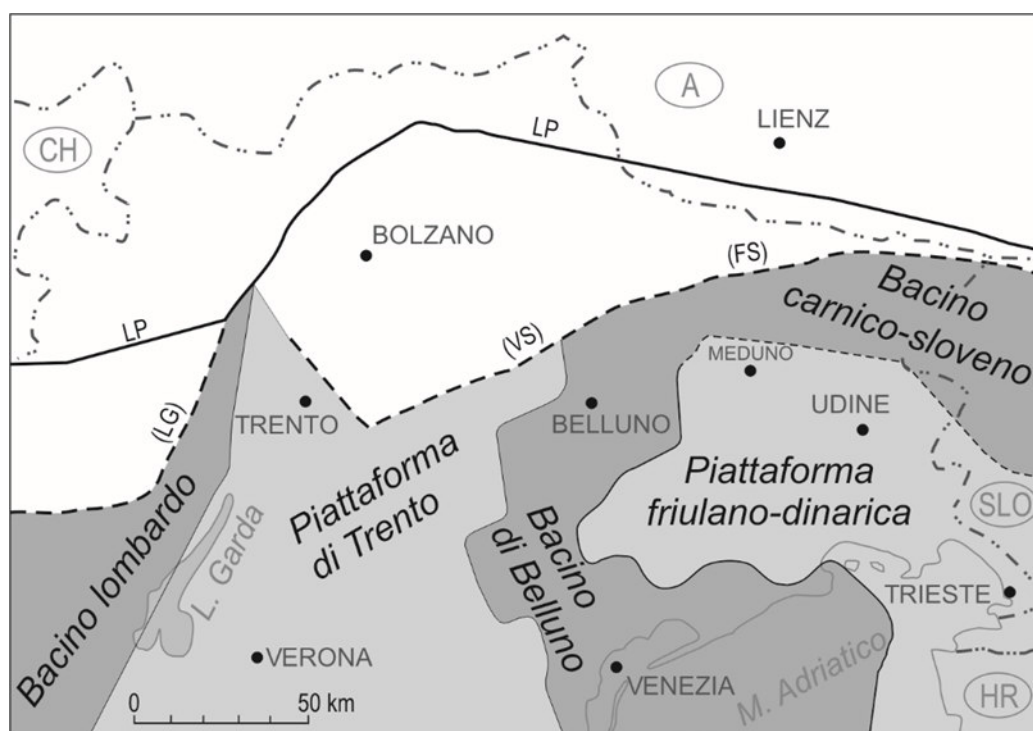 A
CH
LP
LIENZ
BOLZANO
(FS)
Bacino
carnico-sloveno
LP
(VS)
MEDUNO
(LG)
TRENTO
BELLUNO
UDINE
Piattaforma
di Trento
Piattaforma
friulano-dinarica
SLO
Bacino lombardo
L. Garda
Bacino
di Belluno
TRIESTE
VERONA
VENEZIA
M. Adriatico
HR
0 50 km